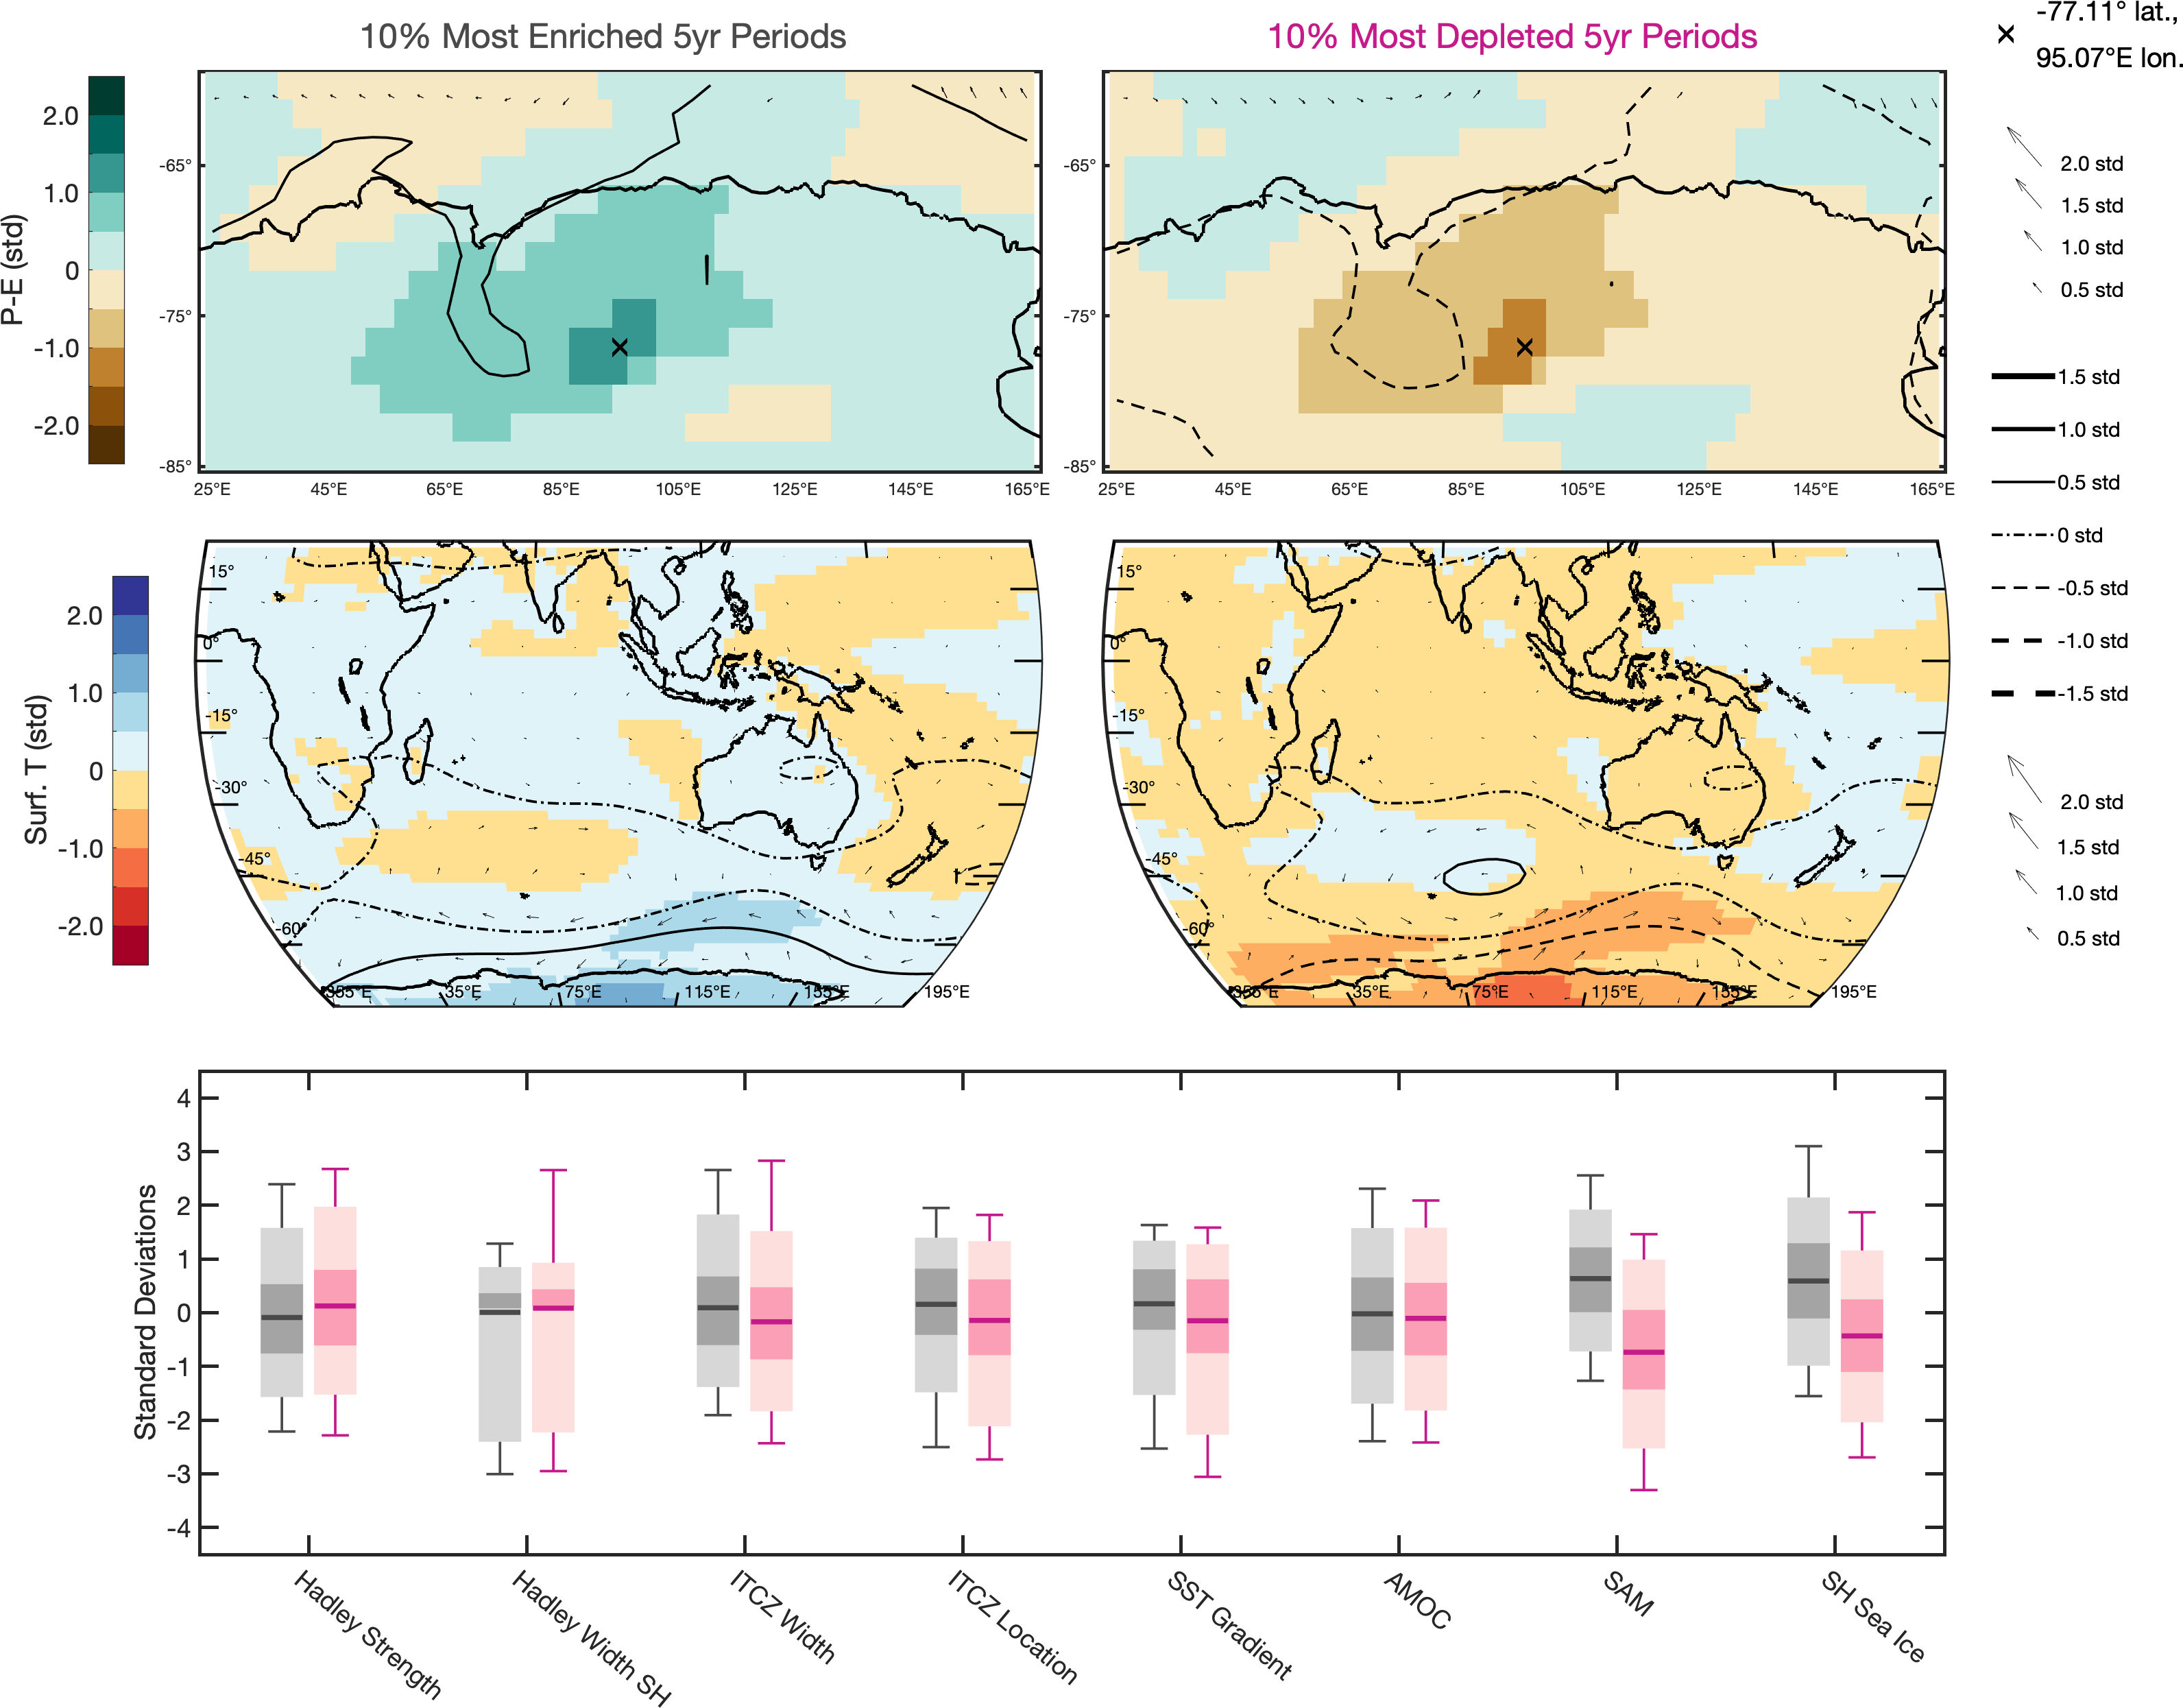 10% Most Enriched 5yr Periods
10% Most Depleted 5yr Periods
-77.11° lat.,
95.07°E lon.
P-E (std)
2.0
1.0
0
-1.0
-2.0
-65°
-75°
-85°
25°E 45°E 65°E 85°E 105°E 125°E 145°E 165°E
-65°
-75°
-85°
25°E 45°E 65°E 85°E 105°E 125°E 145°E 165°E
2.0 std
1.5 std
1.0 std
0.5 std
1.5 std
1.0 std
0.5 std
0 std
-0.5 std
-1.0 std
-1.5 std
Surf. T (std)
2.0
1.0
0
-1.0
-2.0
15°
0°
-15°
-30°
-45°
-60°
355°E 35°E 75°E 115°E 155°E 195°E
15°
0°
-15°
-30°
-45°
-60°
355°E 35°E 75°E 115°E 155°E 195°E
2.0 std
1.5 std
1.0 std
0.5 std
Standard Deviations
4
3
2
1
0
-1
-2
-3
-4
Hadley Strength
Hadley Width SH
ITCZ Width
ITCZ Location
SST Gradient
AMOC
SAM
SH Sea Ice